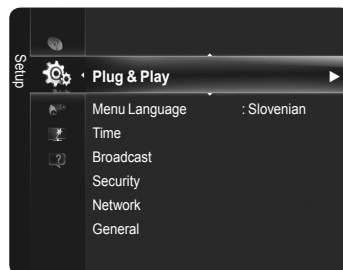 Setup
Plug & Play
Menu Language : Slovenian
Time
Broadcast
Security
Network
General